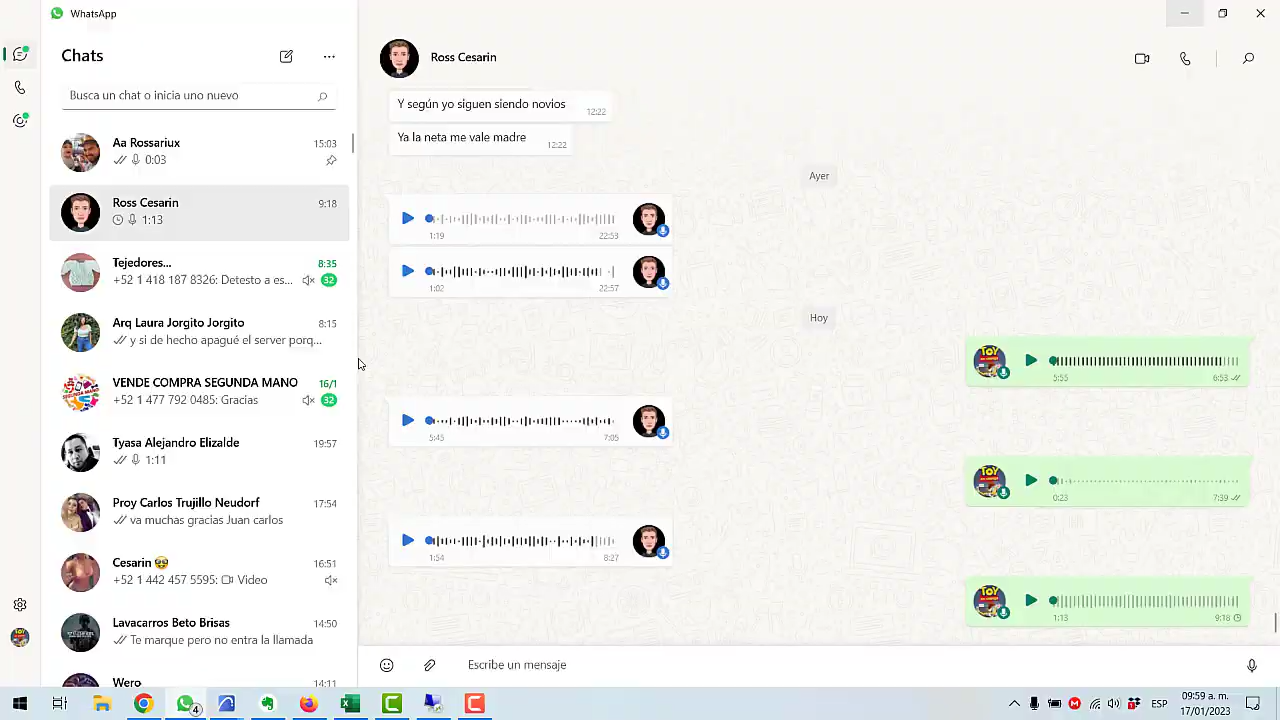 WhatsApp
Chats
Busca un chat o inicia uno nuevo
Aa Rossariux 15:03
0:03
Ross Cesarin 9:18
1:13
Tejedores... 8:35
+52 1 418 187 8326: Detesto a es... 32
Arq Laura Jorgito Jorgito 8:15
y si de hecho apagué el server porq...
VENDE COMPRA SEGUNDA MANO 16/1
+52 1 477 792 0485: Gracias 32
Tyasa Alejandro Elizalde 19:57
1:11
Proy Carlos Trujillo Neudorf 17:54
va muchas gracias Juan carlos
Cesarin 🤓 16:51
+52 1 442 457 5595: Video
Lavacarros Beto Brisas 14:50
Te marque pero no entra la llamada
Wero 14:11
Ross Cesarin
Y según yo siguen siendo novios 12:22
Ya la neta me vale madre 12:22
Ayer
1:19 22:53
1:02 22:57
Hoy
TOY
5:55 6:53
5:45 7:05
TOY
0:23 7:39
1:54 8:27
TOY
1:13 9:18
Escribe un mensaje
4
ESP
09:59 a. m.
17/01/2023